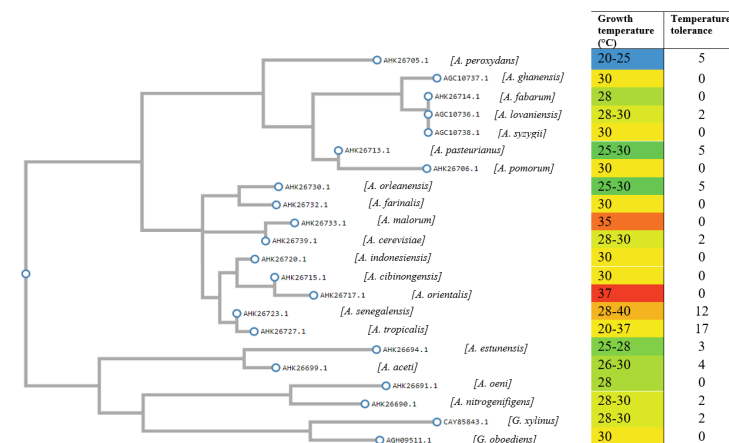 Growth temperature (°C) Temperature tolerance
AHK26705.1 [A. peroxydans] 20-25 5
AGC10737.1 [A. ghanensis] 30 0
AHK26714.1 [A. fabarum] 28 0
AGC10736.1 [A. lovaniensis] 28-30 2
AGC10738.1 [A. syzygii] 30 0
AHK26713.1 [A. pasteurianus] 25-30 5
AHK26706.1 [A. pomorum] 30 0
AHK26730.1 [A. orleanensis] 25-30 5
AHK26732.1 [A. farinalis] 30 0
AHK26733.1 [A. malorum] 35 0
AHK26739.1 [A. cerevisiae] 28-30 2
AHK26720.1 [A. indonesiensis] 30 0
AHK26715.1 [A. cibinongensis] 30 0
AHK26717.1 [A. orientalis] 37 0
AHK26723.1 [A. senegalensis] 28-40 12
AHK26727.1 [A. tropicalis] 20-37 17
AHK26694.1 [A. estunensis] 25-28 3
AHK26699.1 [A. aceti] 26-30 4
AHK26691.1 [A. oeni] 28 0
AHK26690.1 [A. nitrogenifigens] 28-30 2
CAY85843.1 [G. xylinus] 28-30 2
AGH09511.1 [G. oboediens] 30 0